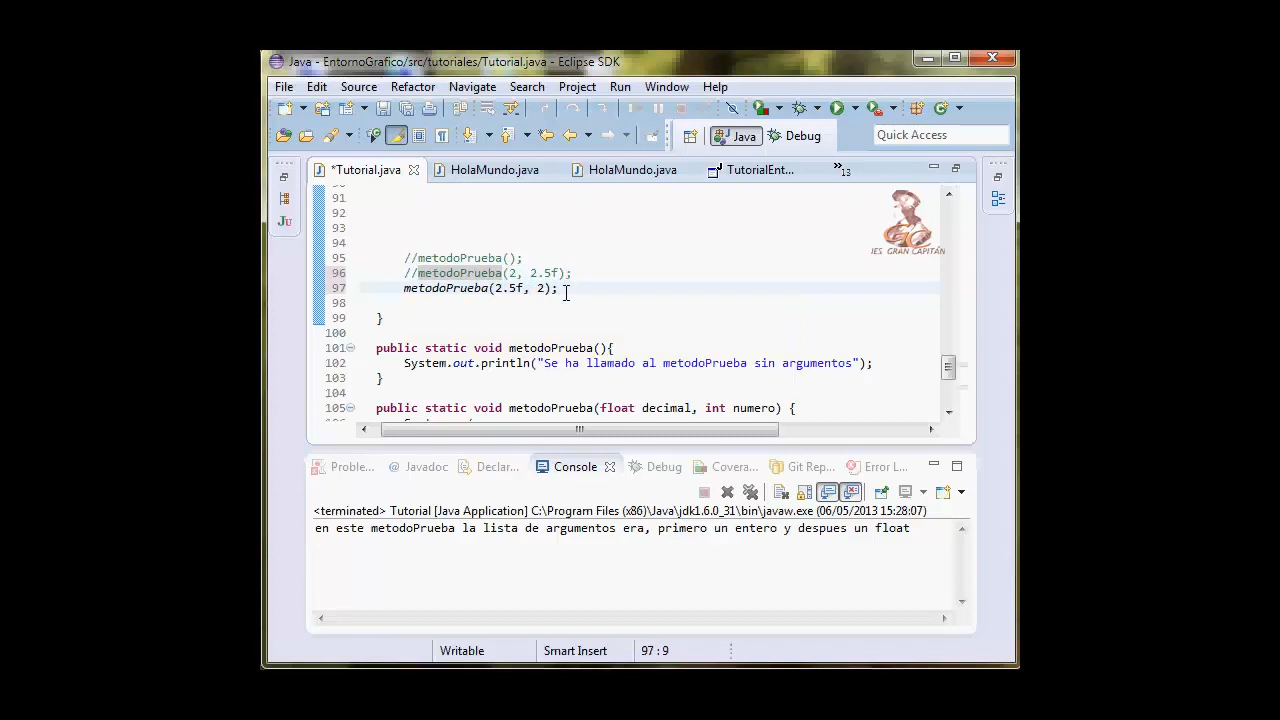 Java - EntornoGrafico/src/tutoriales/Tutorial.java - Eclipse SDK
File Edit Source Refactor Navigate Search Project Run Window Help
Java Debug Quick Access
*Tutorial.java HolaMundo.java HolaMundo.java TutorialEnt... »13
91
92
93
94
95 //metodoPrueba();
96 //metodoPrueba(2, 2.5f);
97 metodoPrueba(2.5f, 2);
98
99 }
100
101 public static void metodoPrueba(){
102 System.out.println("Se ha llamado al metodoPrueba sin argumentos");
103 }
104
105 public static void metodoPrueba(float decimal, int numero) {
IES GRAN CAPITÁN
Ju
Proble... @ Javadoc Declar... Console Debug Covera... Git Rep... Error L...
<terminated> Tutorial [Java Application] C:\Program Files (x86)\Java\jdk1.6.0_31\bin\javaw.exe (06/05/2013 15:28:07)
en este metodoPrueba la lista de argumentos era, primero un entero y despues un float
Writable Smart Insert 97 : 9